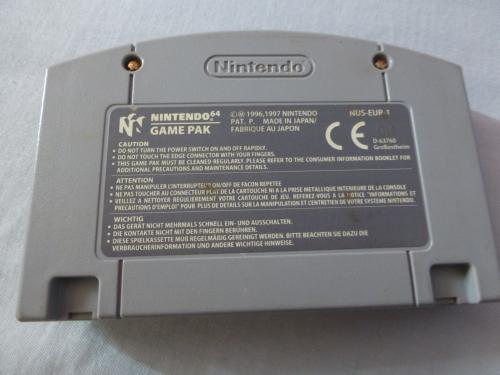 Nintendo
NINTENDO 64
GAME PAK
©Ⓜ 1996,1997 NINTENDO
PAT. P. MADE IN JAPAN/
FABRIQUE AU JAPON
NUS-EUP-1
CE
D-63760
Großostheim
CAUTION
• DO NOT TURN THE POWER SWITCH ON AND OFF RAPIDLY.
• DO NOT TOUCH THE EDGE CONNECTOR WITH YOUR FINGERS.
• THIS GAME PAK MUST BE CLEANED REGULARLY. PLEASE REFER TO THE CONSUMER INFORMATION BOOKLET FOR
ADDITIONAL PRECAUTIONS AND MAINTENANCE DETAILS.
ATTENTION
• NE PAS MANIPULER L'INTERRUPTEUR ON/OFF DE FACON REPETEE
• NE PAS TOUCHER AU CONNECTEUR PLAT DE LA CARTOUCHE NI A LA PRISE METALLIQUE INTERIEURE DE LA CONSOLE
• VEILLEZ A NETTOYER REGULIEREMENT VOTRE CARTOUCHE DE JEU. REFEREZ-VOUS A LA NOTICE "INFORMATIONS ET
PRECAUTIONS D'EMPLOI" POUR PLUS DE DETAILS SUR LA MANIPULATION ET L'ENTRETIEN DE VOTRE SYSTEME NINTENDO.
WICHTIG
• DAS GERÄT NICHT MEHRMALS SCHNELL EIN- UND AUSSCHALTEN.
• DIE KONTAKTE NICHT MIT DEN FINGERN BERÜHREN.
• DIESE SPIELKASSETTE MUß REGELMÄßIG GEREINIGT WERDEN. BITTE BEACHTEN SIE DAZU DIE
VERBRAUCHERINFORMATION UND ANDERE WICHTIGE HINWEISE.